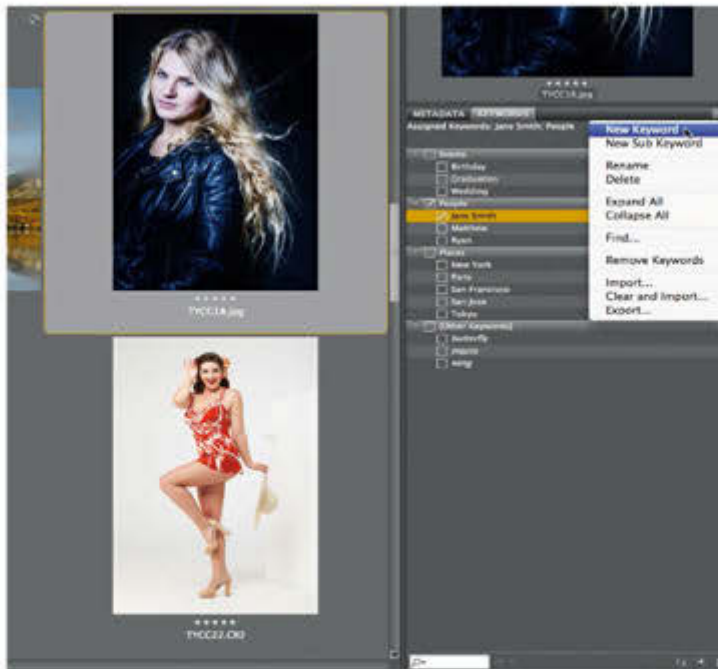 TYCC1A.jpg
TYCC22.CR2
TYCC1A.jpg
METADATA KEYWORDS
Assigned Keywords: Jane Smith; People
Events
Birthday
Graduation
Wedding
People
Jane Smith
Matthew
Ryan
Places
New York
Paris
San Francisco
San Jose
Tokyo
[Other Keywords]
butterfly
New Keyword
New Sub Keyword
Rename
Delete
Expand All
Collapse All
Find...
Remove Keywords
Import...
Clear and Import...
Export...